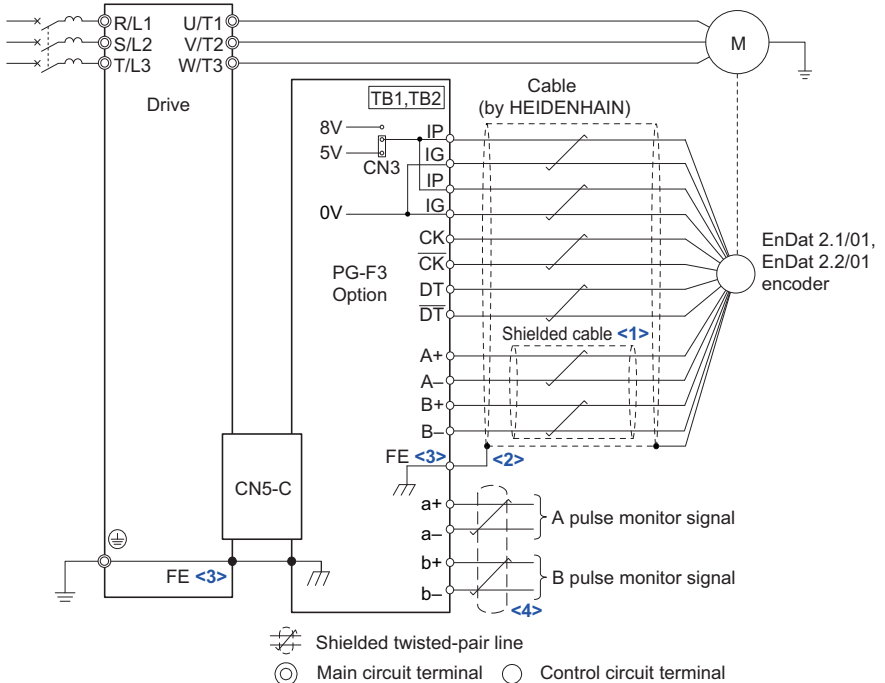 R/L1 U/T1
S/L2 V/T2
T/L3 W/T3
Drive
M
TB1,TB2
Cable
(by HEIDENHAIN)
8V
5V
CN3
0V
IP
IG
IP
IG
CK
CK
DT
DT
PG-F3
Option
EnDat 2.1/01,
EnDat 2.2/01
encoder
Shielded cable <1>
A+
A–
B+
B–
FE <3>
<2>
CN5-C
a+
a–
A pulse monitor signal
b+
b–
B pulse monitor signal
FE <3>
<4>
Shielded twisted-pair line
Main circuit terminal
Control circuit terminal